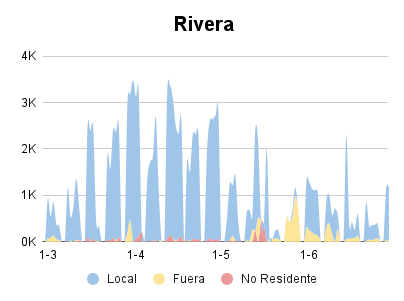 Rivera
4K
3K
2K
1K
0K
1-3 1-4 1-5 1-6
Local Fuera No Residente